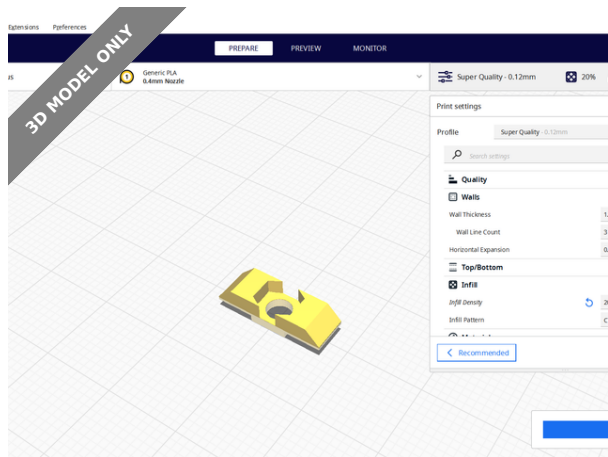 Extensions Preferences
3D MODEL ONLY
PREPARE PREVIEW MONITOR
1
Generic PLA
0.4mm Nozzle
Super Quality - 0.12mm
20%
Print settings
Profile
Super Quality - 0.12mm
Search settings
Quality
Walls
Wall Thickness
Wall Line Count
3
Horizontal Expansion
Top/Bottom
Infill
Infill Density
Infill Pattern
Recommended